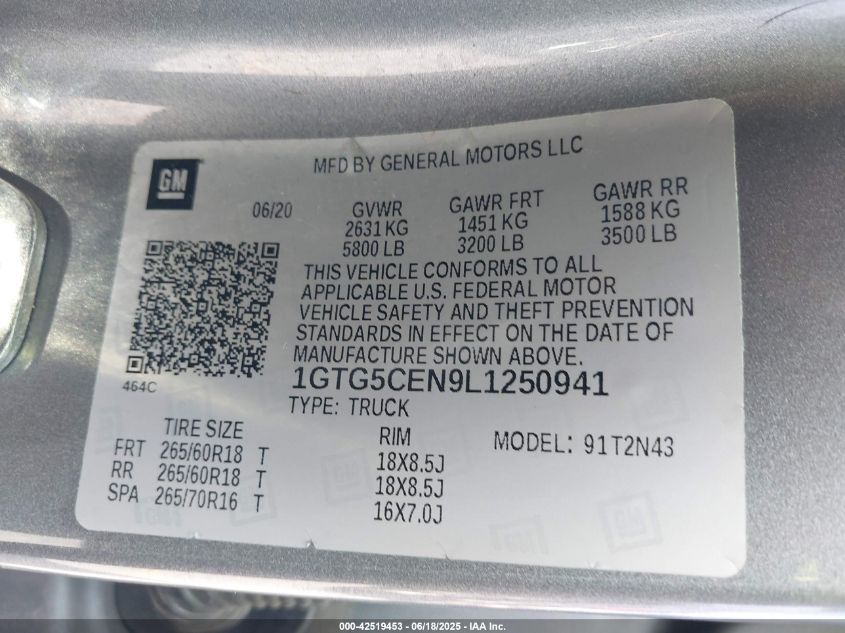 GM
MFD BY GENERAL MOTORS LLC
06/20
GVWR GAWR FRT GAWR RR
2631 KG 1451 KG 1588 KG
5800 LB 3200 LB 3500 LB
THIS VEHICLE CONFORMS TO ALL
APPLICABLE U.S. FEDERAL MOTOR
VEHICLE SAFETY AND THEFT PREVENTION
STANDARDS IN EFFECT ON THE DATE OF
MANUFACTURE SHOWN ABOVE.
464C
1GTG5CEN9L1250941
TYPE: TRUCK
TIRE SIZE RIM MODEL: 91T2N43
FRT 265/60R18 T 18X8.5J
RR 265/60R18 T 18X8.5J
SPA 265/70R16 T 16X7.0J
000-42519453 - 06/18/2025 - IAA Inc.